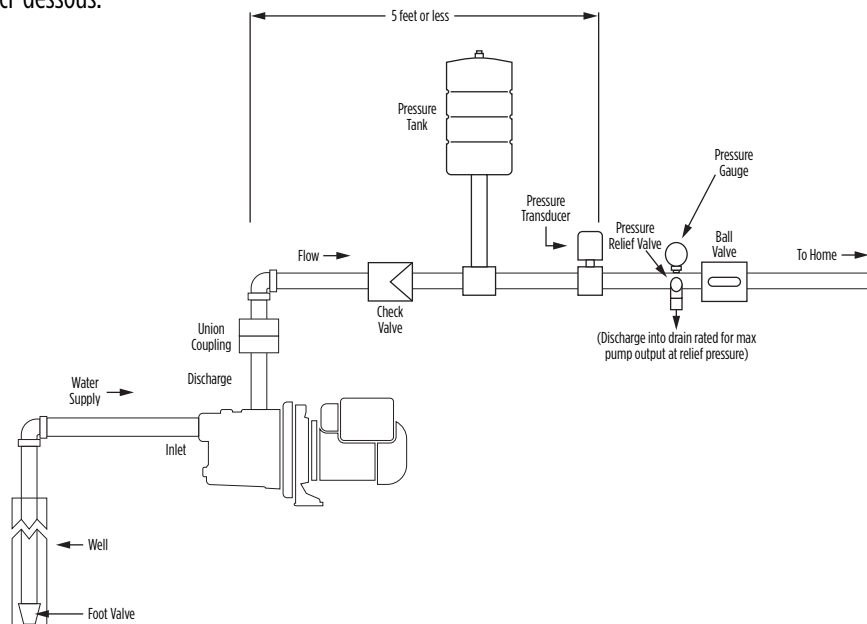 ci-dessous.
5 feet or less
Pressure
Tank
Pressure
Gauge
Pressure
Transducer
Pressure
Relief Valve
Ball
Valve
Flow
To Home
Check
Valve
Union
Coupling
(Discharge into drain rated for max
pump output at relief pressure)
Discharge
Water
Supply
Inlet
Well
Foot Valve